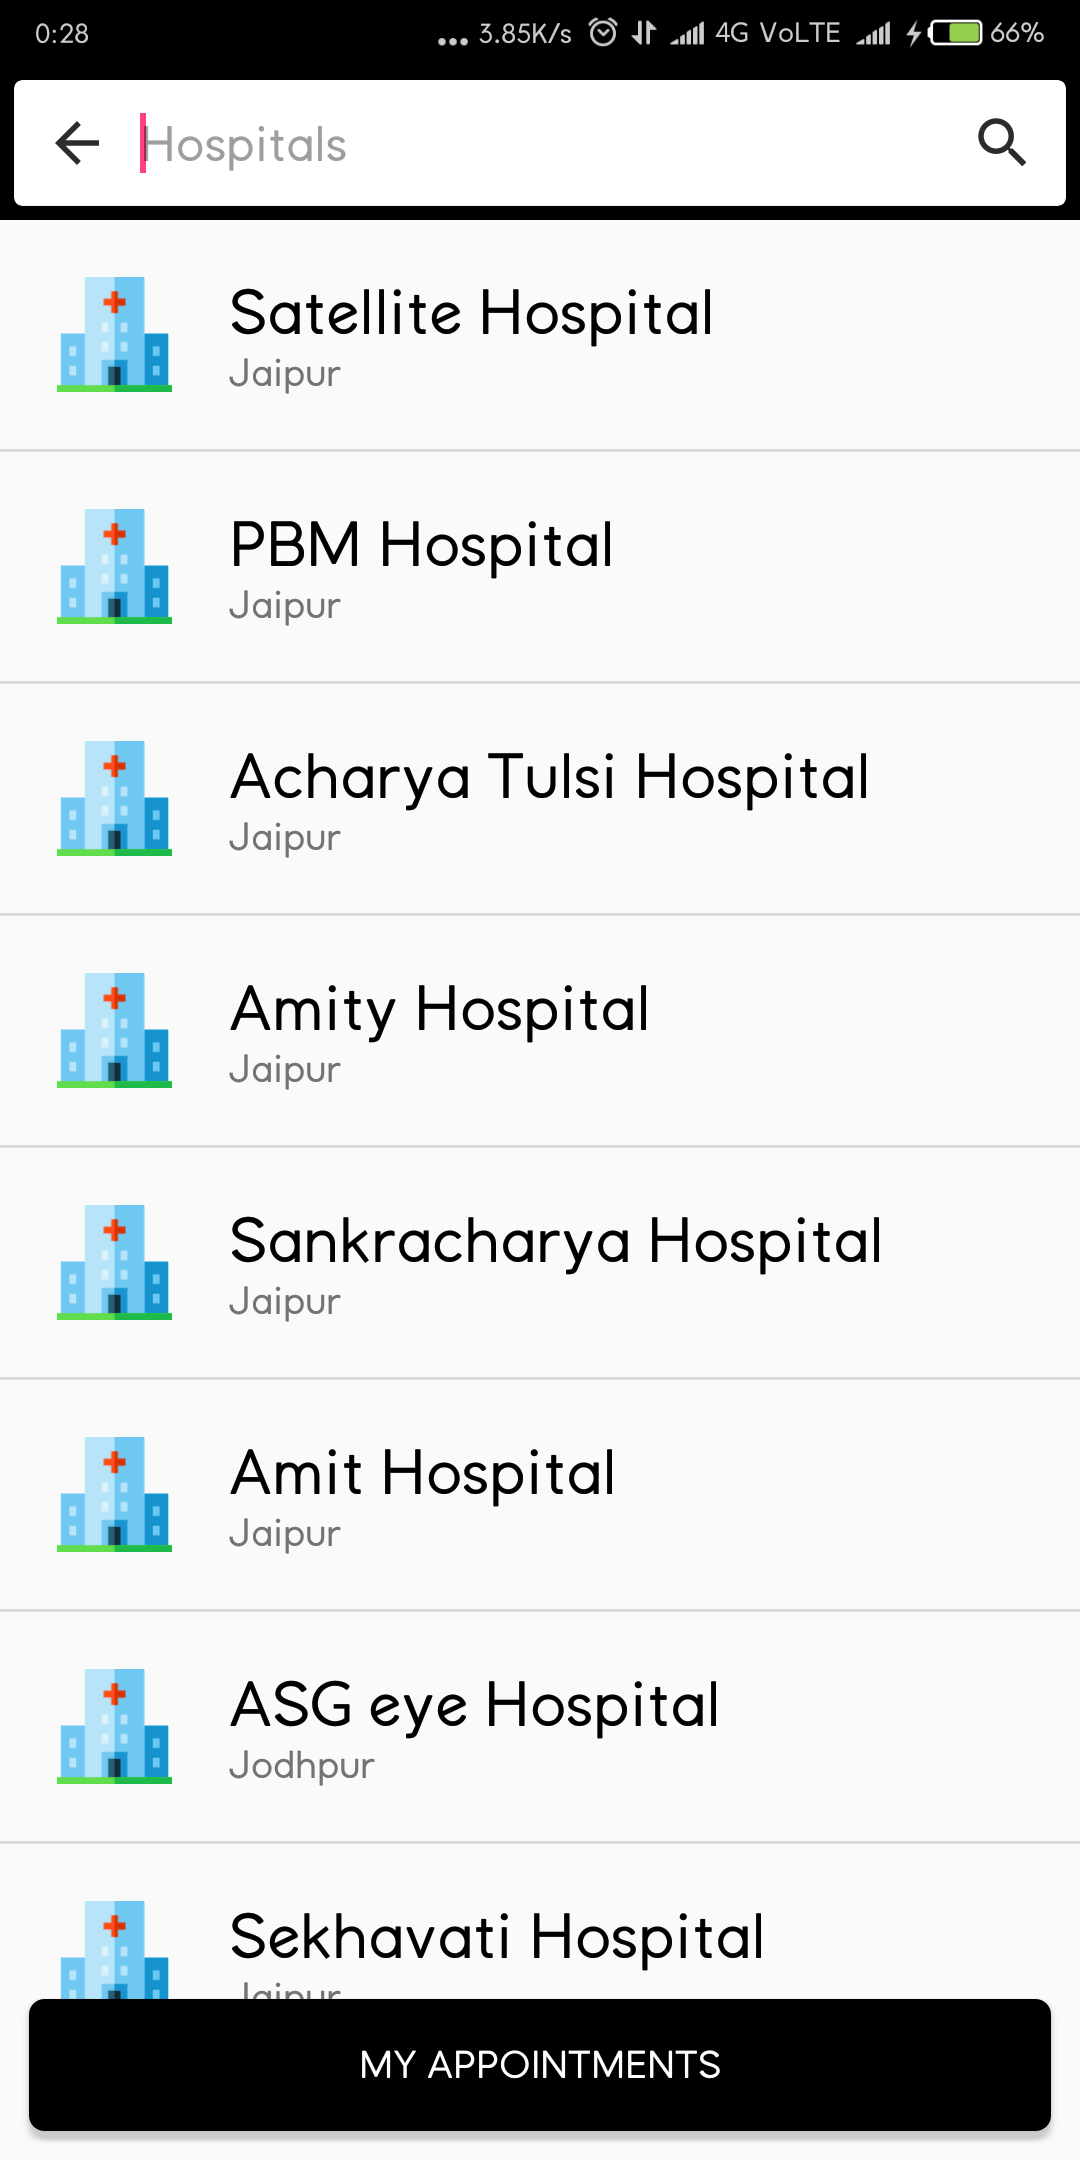 0:28 ... 3.85K/s 4G VoLTE 66%
Hospitals
Satellite Hospital
Jaipur
PBM Hospital
Jaipur
Acharya Tulsi Hospital
Jaipur
Amity Hospital
Jaipur
Sankracharya Hospital
Jaipur
Amit Hospital
Jaipur
ASG eye Hospital
Jodhpur
Sekhavati Hospital
Jaipur
MY APPOINTMENTS